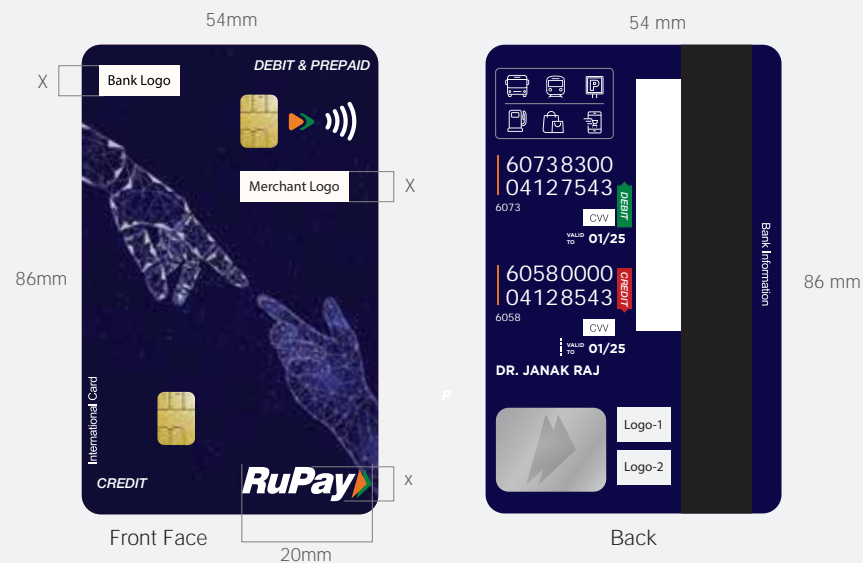 54mm
X
Bank Logo
DEBIT & PREPAID
Merchant Logo
X
86mm
International Card
CREDIT
RuPay
X
Front Face
20mm
54 mm
P
60738300
04127543
6073
DEBIT
CVV
VALID TO 01/25
60580000
04128543
6058
CREDIT
CVV
VALID TO 01/25
DR. JANAK RAJ
Bank Information
86 mm
P
Logo-1
Logo-2
Back